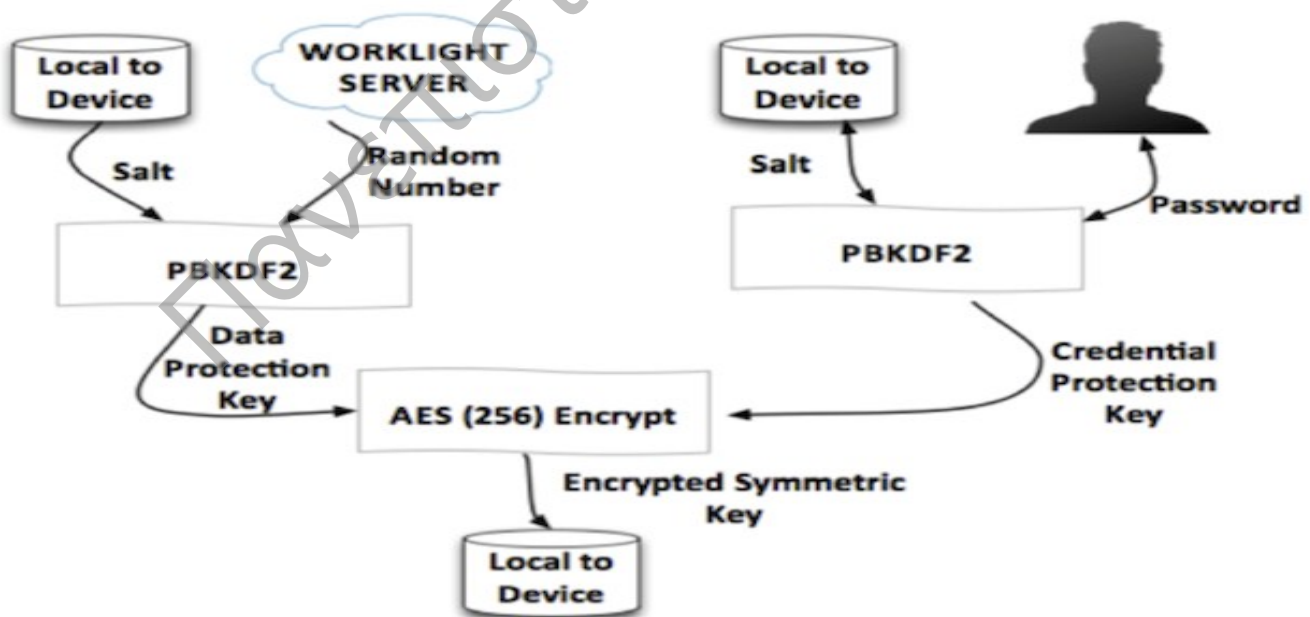 Local to
Device
WORKLIGHT
SERVER
Local to
Device
Salt
Random
Number
Salt
Password
PBKDF2
PBKDF2
Data
Protection
Key
Credential
Protection
Key
AES (256) Encrypt
Encrypted Symmetric
Key
Local to
Device